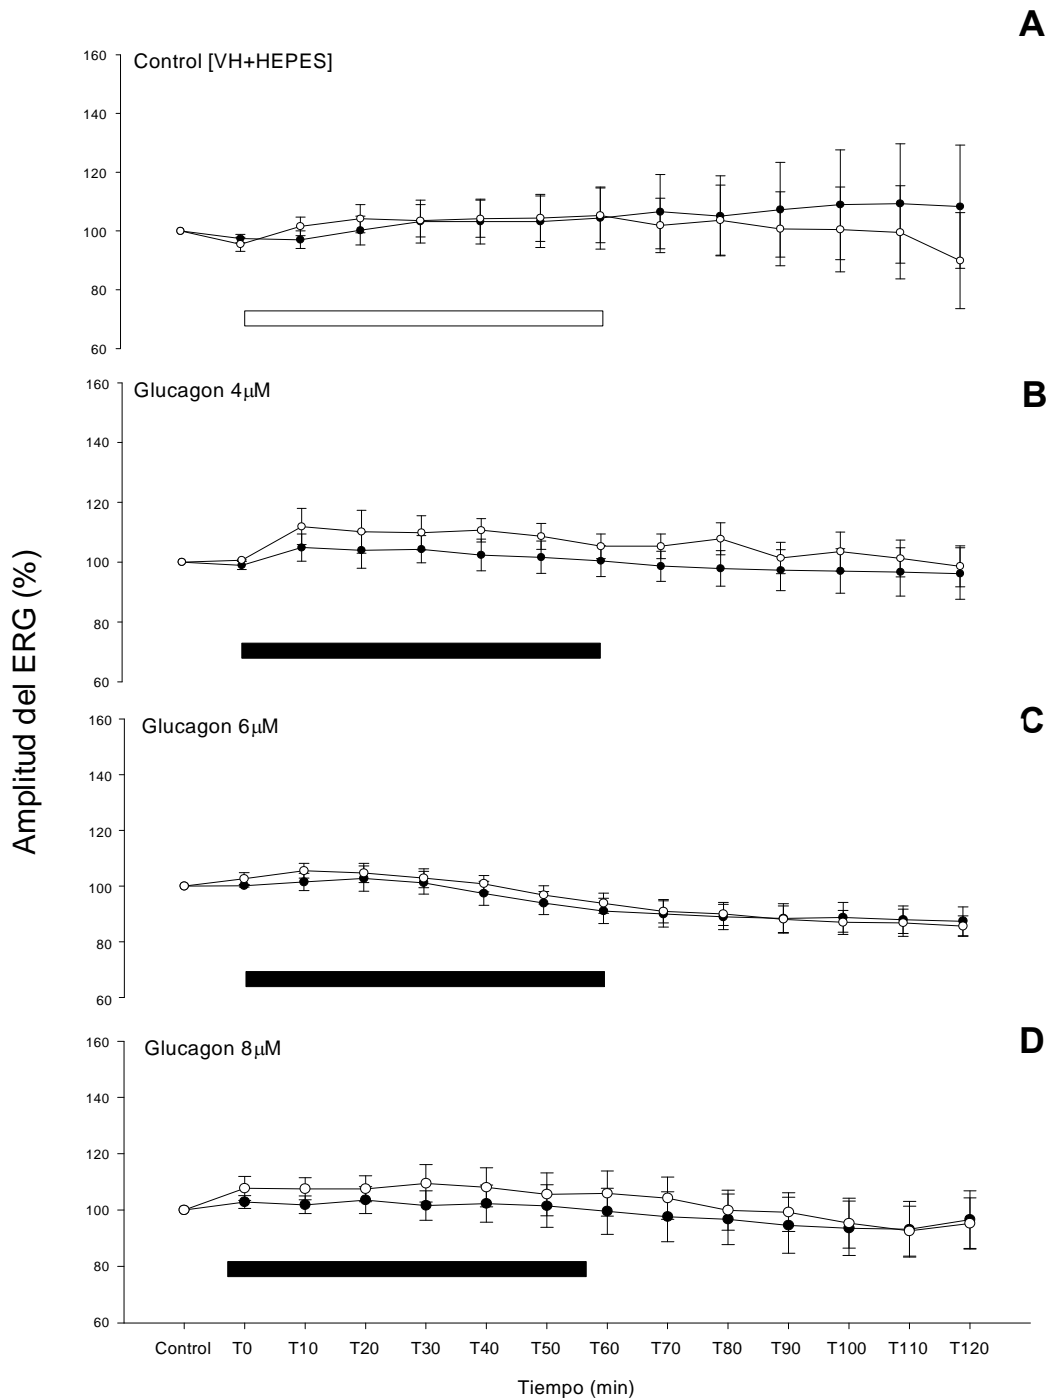 A
Control [VH+HEPES]
160
140
120
100
80
60
B
Glucagon 4μM
160
140
120
100
80
60
C
Glucagon 6μM
160
140
120
100
80
60
D
Glucagon 8μM
160
140
120
100
80
60
Amplitud del ERG (%)
Control T0 T10 T20 T30 T40 T50 T60 T70 T80 T90 T100 T110 T120
Tiempo (min)